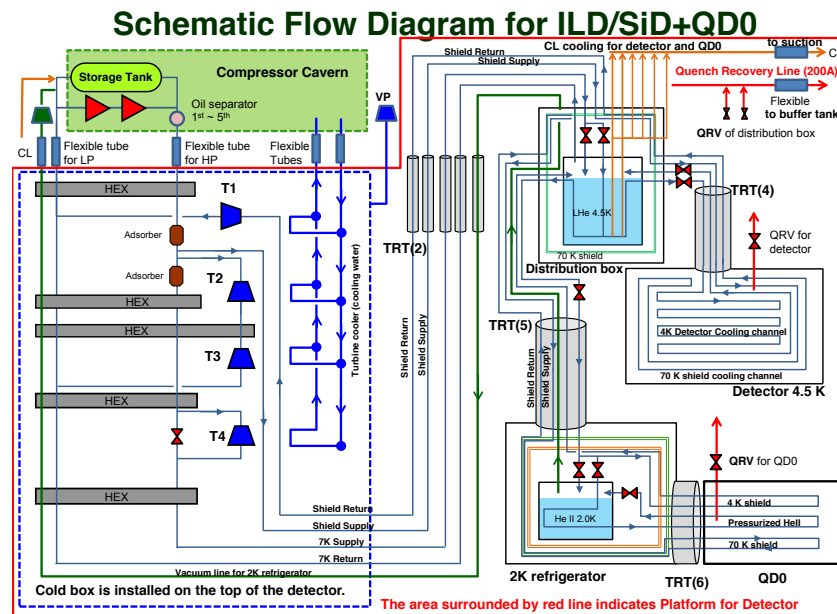 Schematic Flow Diagram for ILD/SiD+QD0
Storage Tank
Compressor Cavern
Oil separator
1st ~ 5th
VP
Shield Return
Shield Supply
CL cooling for detector and QD0
to suction
C
Quench Recovery Line (200A)
Flexible
to buffer tank
QRV of distribution box
CL
Flexible tube
for LP
Flexible tube
for HP
Flexible
Tubes
HEX
T1
Adsorber
Adsorber
T2
HEX
HEX
T3
HEX
T4
HEX
Turbine cooler (cooling water)
TRT(2)
Shield Return
Shield Supply
LHe 4.5K
70 K shield
Distribution box
TRT(4)
QRV for
detector
4K Detector Cooling channel
70 K shield cooling channel
Detector 4.5 K
TRT(5)
Shield Return
Shield Supply
Shield Return
Shield Supply
7K Supply
7K Return
Vacuum line for 2K refrigerator
Cold box is installed on the top of the detector.
He II 2.0K
2K refrigerator
QRV for QD0
4 K shield
Pressurized HeII
70 K shield
TRT(6)
QD0
The area surrounded by red line indicates Platform for Detector